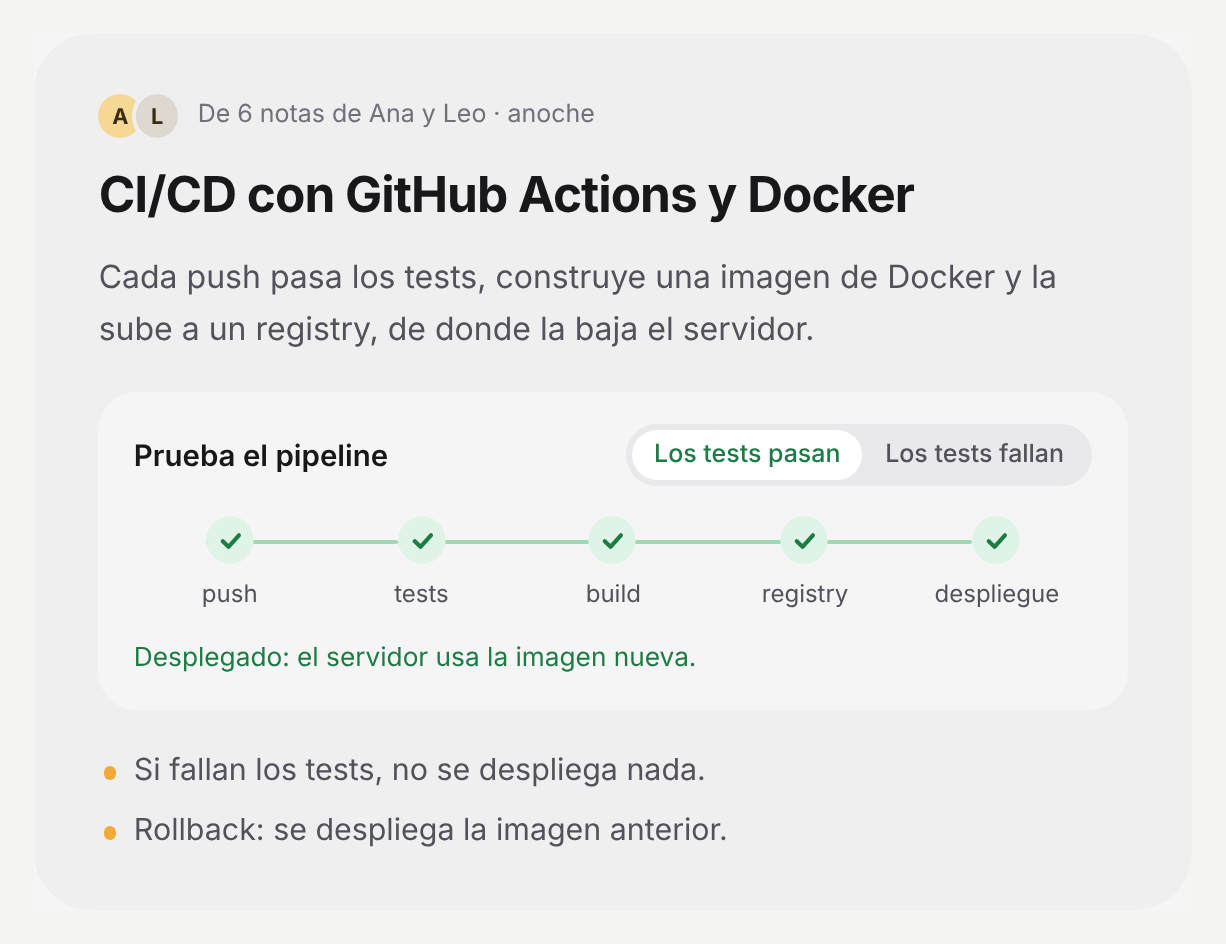 A L De 6 notas de Ana y Leo · anoche
CI/CD con GitHub Actions y Docker
Cada push pasa los tests, construye una imagen de Docker y la
sube a un registry, de donde la baja el servidor.
Prueba el pipeline
Los tests pasan Los tests fallan
push tests build registry despliegue
Desplegado: el servidor usa la imagen nueva.
Si fallan los tests, no se despliega nada.
Rollback: se despliega la imagen anterior.